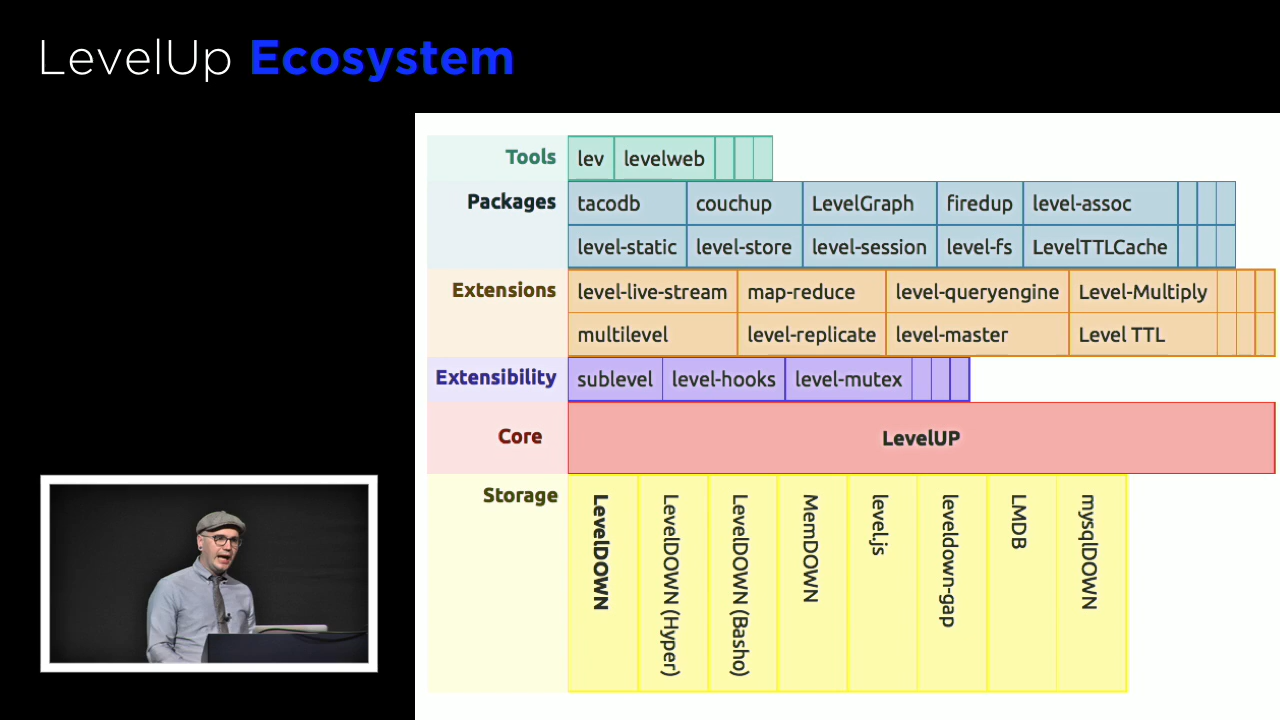 LevelUp Ecosystem
Tools lev levelweb
Packages tacodb couchup LevelGraph firedup level-assoc
level-static level-store level-session level-fs LevelTTLCache
Extensions level-live-stream map-reduce level-queryengine Level-Multiply
multilevel level-replicate level-master Level TTL
Extensibility sublevel level-hooks level-mutex
Core LevelUP
Storage
LevelDOWN
LevelDOWN (Hyper)
LevelDOWN (Basho)
MemDOWN
level.js
leveldown-gap
LMDB
mysqlDOWN